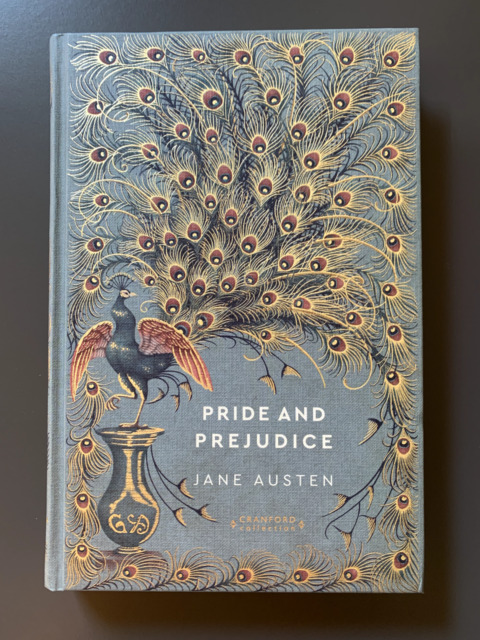 PRIDE AND
PREJUDICE
JANE AUSTEN
CRANFORD
collection